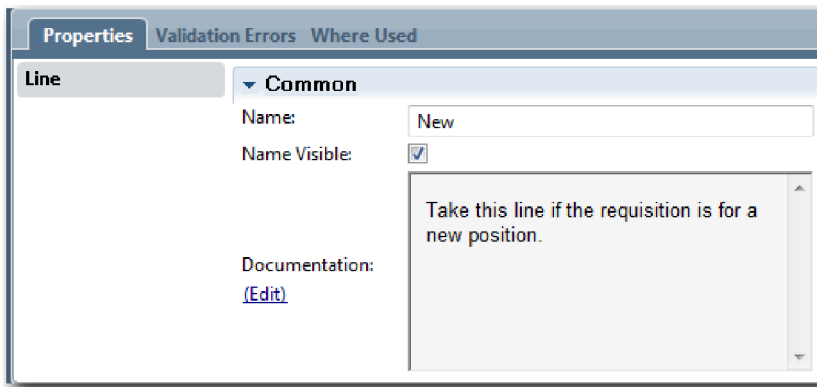 Properties Validation Errors Where Used
Line
Common
Name: New
Name Visible:
Take this line if the requisition is for a
new position.
Documentation:
(Edit)